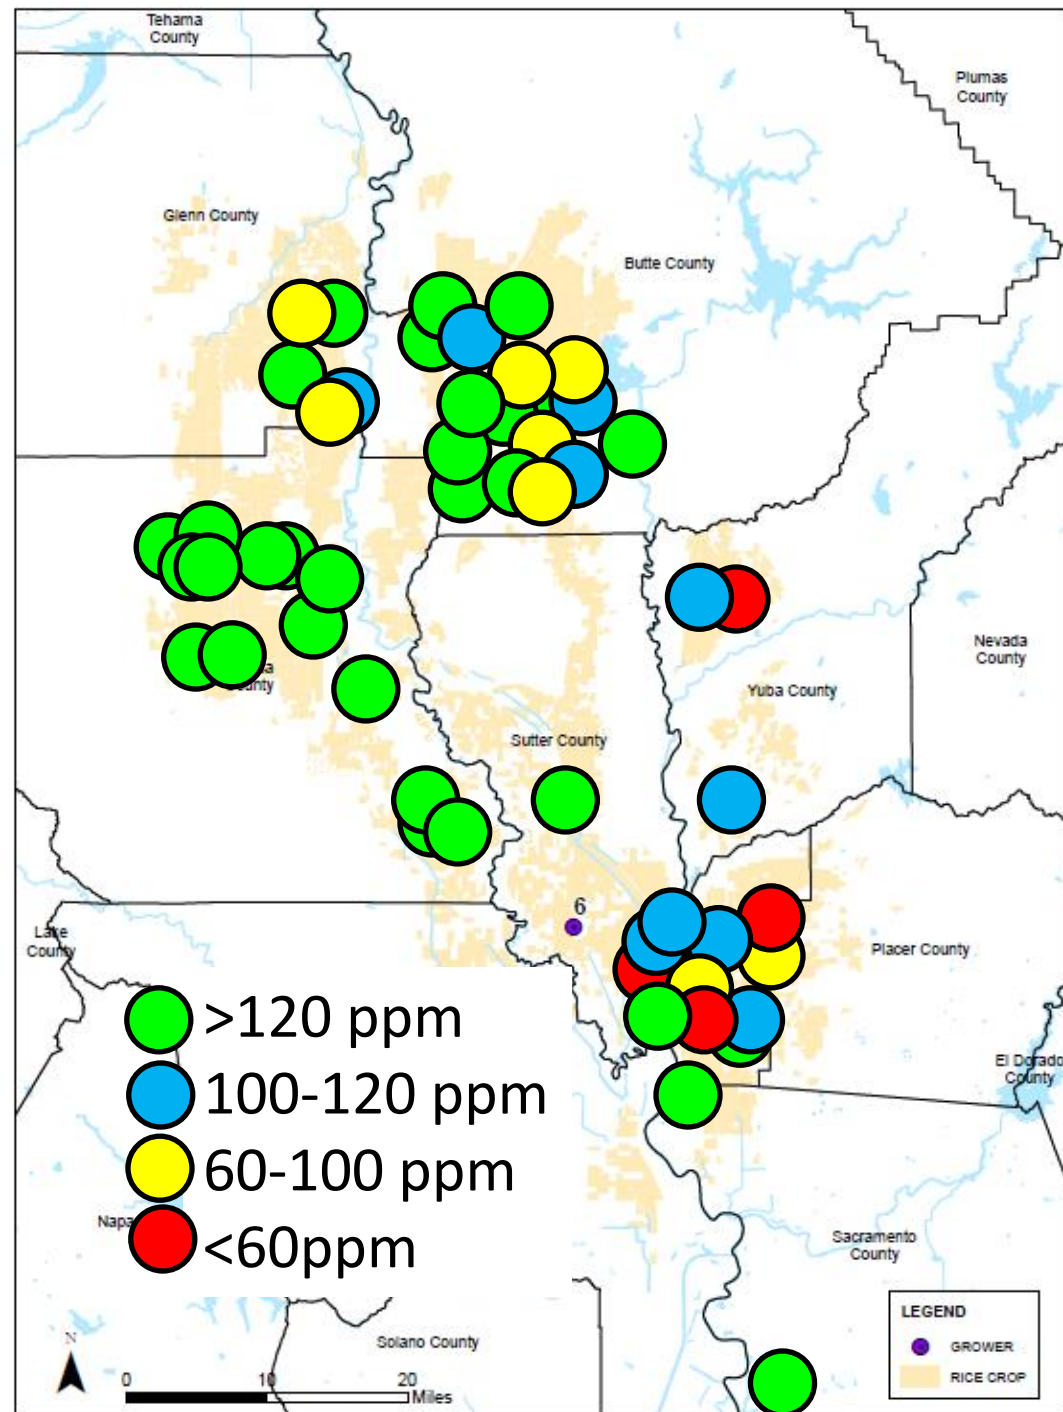 Tehama
County
Plumas
County
Glenn County
Butte County
Nevada
County
County
Yuba County
Sutter County
6
Lake
County
Placer County
>120 ppm
100-120 ppm
60-100 ppm
<60ppm
El Dorado
County
Napa
Sacramento
County
Solano County
N
0 10 20
Miles
LEGEND
GROWER
RICE CROP